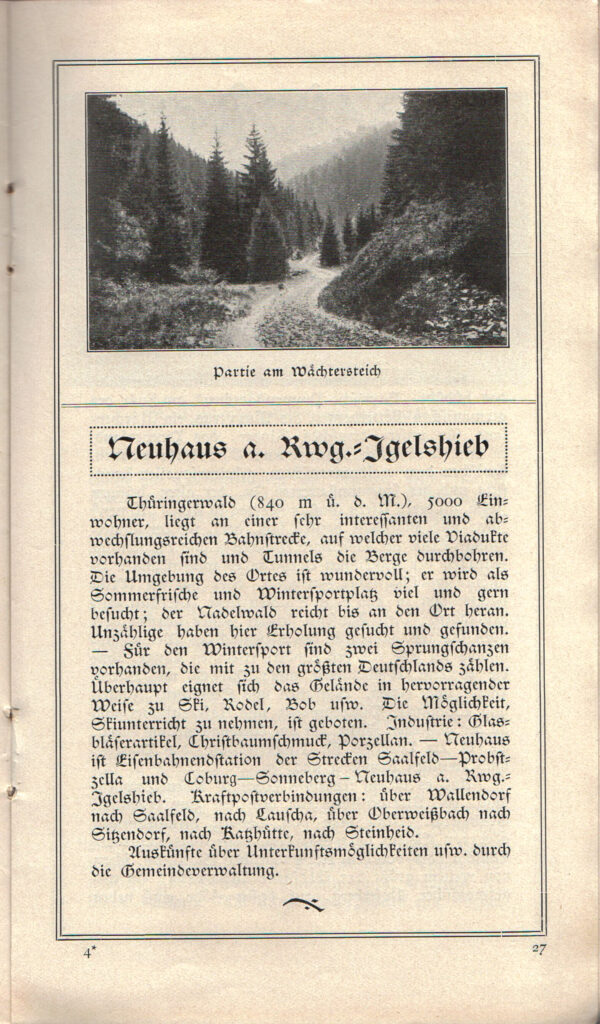 Partie am Wächtersteich
Neuhaus a. Rwg.-Igelshieb
Thüringerwald (840 m ü. d. M.), 5000 Ein-
wohner, liegt an einer sehr interessanten und ab-
wechslungsreichen Bahnstrecke, auf welcher viele Viadukte
vorhanden sind und Tunnels die Berge durchbohren.
Die Umgebung des Ortes ist wundervoll; er wird als
Sommerfrische und Wintersportplatz viel und gern
besucht; der Nadelwald reicht bis an den Ort heran.
Unzählige haben hier Erholung gesucht und gefunden.
— Für den Wintersport sind zwei Sprungschanzen
vorhanden, die mit zu den größten Deutschlands zählen.
Überhaupt eignet sich das Gelände in hervorragender
Weise zu Ski, Rodel, Bob usw. Die Möglichkeit,
Skiunterricht zu nehmen, ist geboten. Industrie: Glas-
bläserartikel, Christbaumschmuck, Porzellan. — Neuhaus
ist Eisenbahnendstation der Strecken Saalfeld—Probst-
zella und Coburg—Sonneberg–Neuhaus a. Rwg.-
Igelshieb. Kraftpostverbindungen: über Wallendorf
nach Saalfeld, nach Lauscha, über Oberweißbach nach
Sitzendorf, nach Katzhütte, nach Steinheid.
Auskünfte über Unterkunftsmöglichkeiten usw. durch
die Gemeindeverwaltung.
4*
27